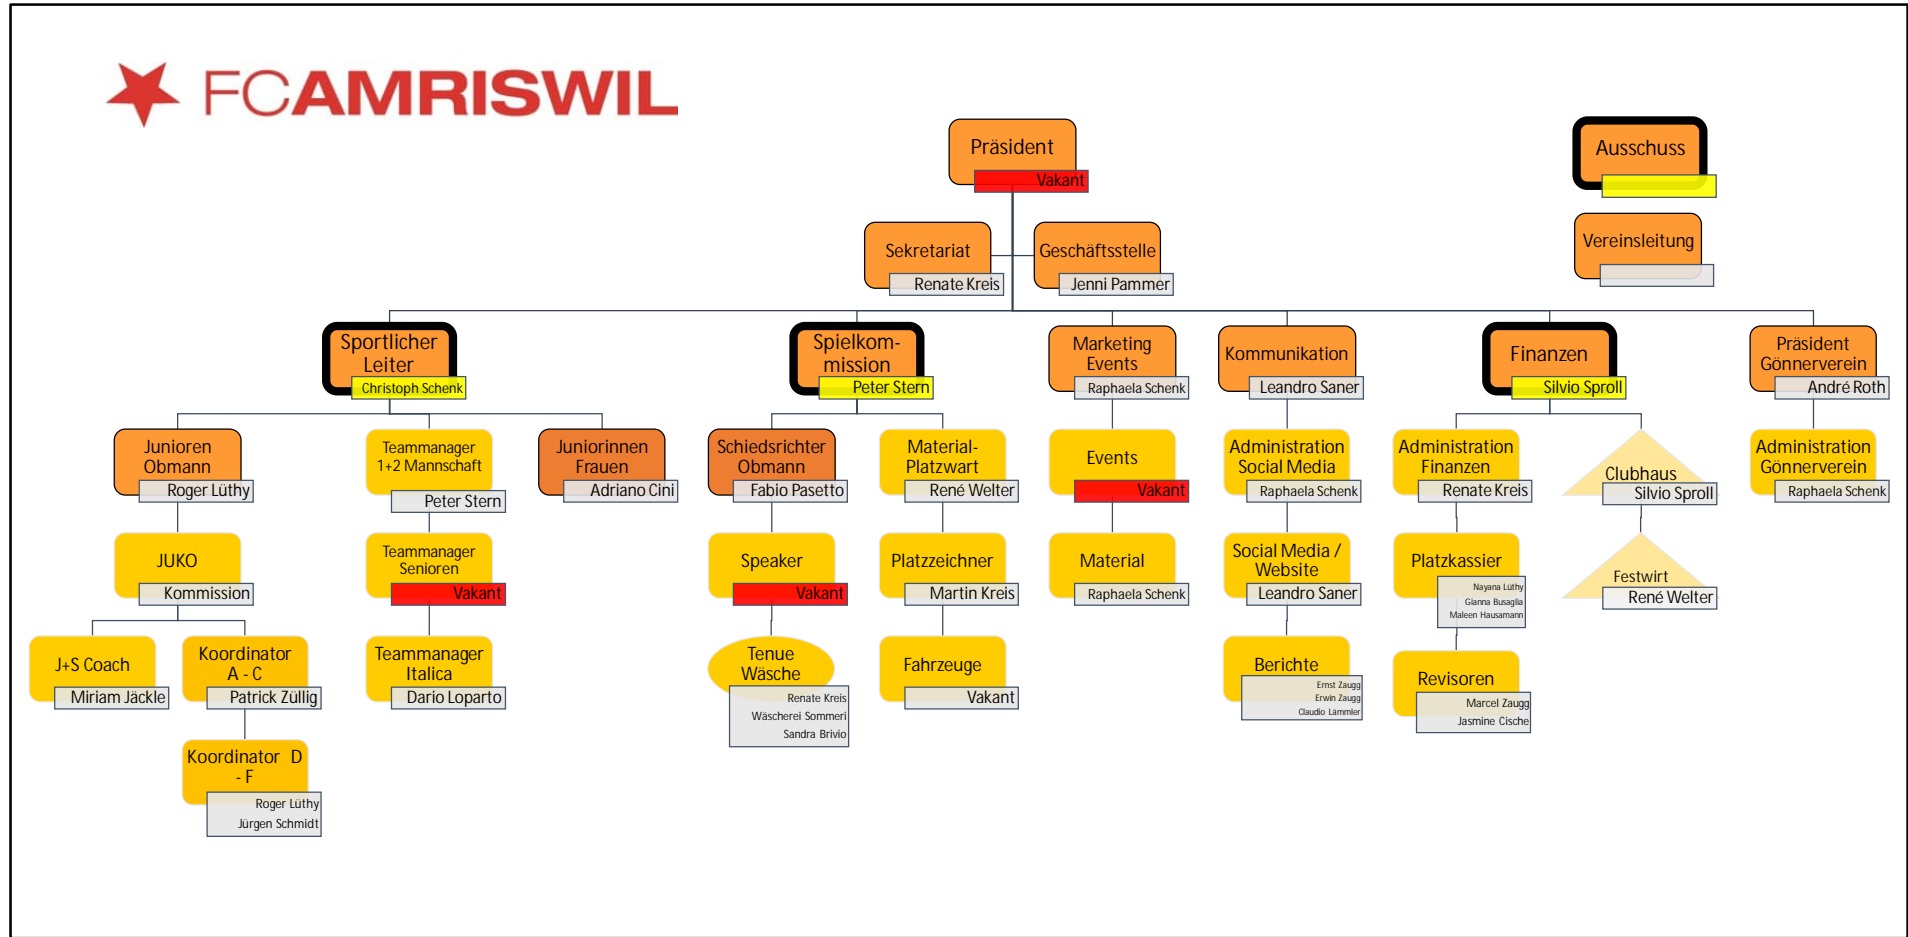 FCAMRISWIL
Präsident
Vakant
Ausschuss
Sekretariat
Renate Kreis
Geschäftsstelle
Jenni Pammer
Vereinsleitung
Sportlicher
Leiter
Christoph Schenk
Spielkom-
mission
Peter Stern
Marketing
Events
Raphaela Schenk
Kommunikation
Leandro Saner
Finanzen
Silvio Sproll
Präsident
Gönnerverein
André Roth
Junioren
Obmann
Roger Lüthy
Teammanager
1+2 Mannschaft
Peter Stern
Juniorinnen
Frauen
Adriano Cini
Schiedsrichter
Obmann
Fabio Pasetto
Material-
Platzwart
René Welter
Events
Vakant
Administration
Social Media
Raphaela Schenk
Administration
Finanzen
Renate Kreis
Clubhaus
Silvio Sproll
Administration
Gönnerverein
Raphaela Schenk
JUKO
Kommission
Teammanager
Senioren
Vakant
Speaker
Vakant
Platzzeichner
Martin Kreis
Material
Raphaela Schenk
Social Media /
Website
Leandro Saner
Platzkassier
Nayana Lüthy
Gianna Busaglia
Maleen Hausamann
Festwirt
René Welter
J+S Coach
Miriam Jäckle
Koordinator
A - C
Patrick Züllig
Teammanager
Italica
Dario Loparto
Tenue
Wäsche
Renate Kreis
Wäscherei Sommeri
Sandra Brivio
Fahrzeuge
Vakant
Berichte
Ernst Zaugg
Erwin Zaugg
Claudio Lämmler
Revisoren
Marcel Zaugg
Jasmine Cische
Koordinator D
- F
Roger Lüthy
Jürgen Schmidt